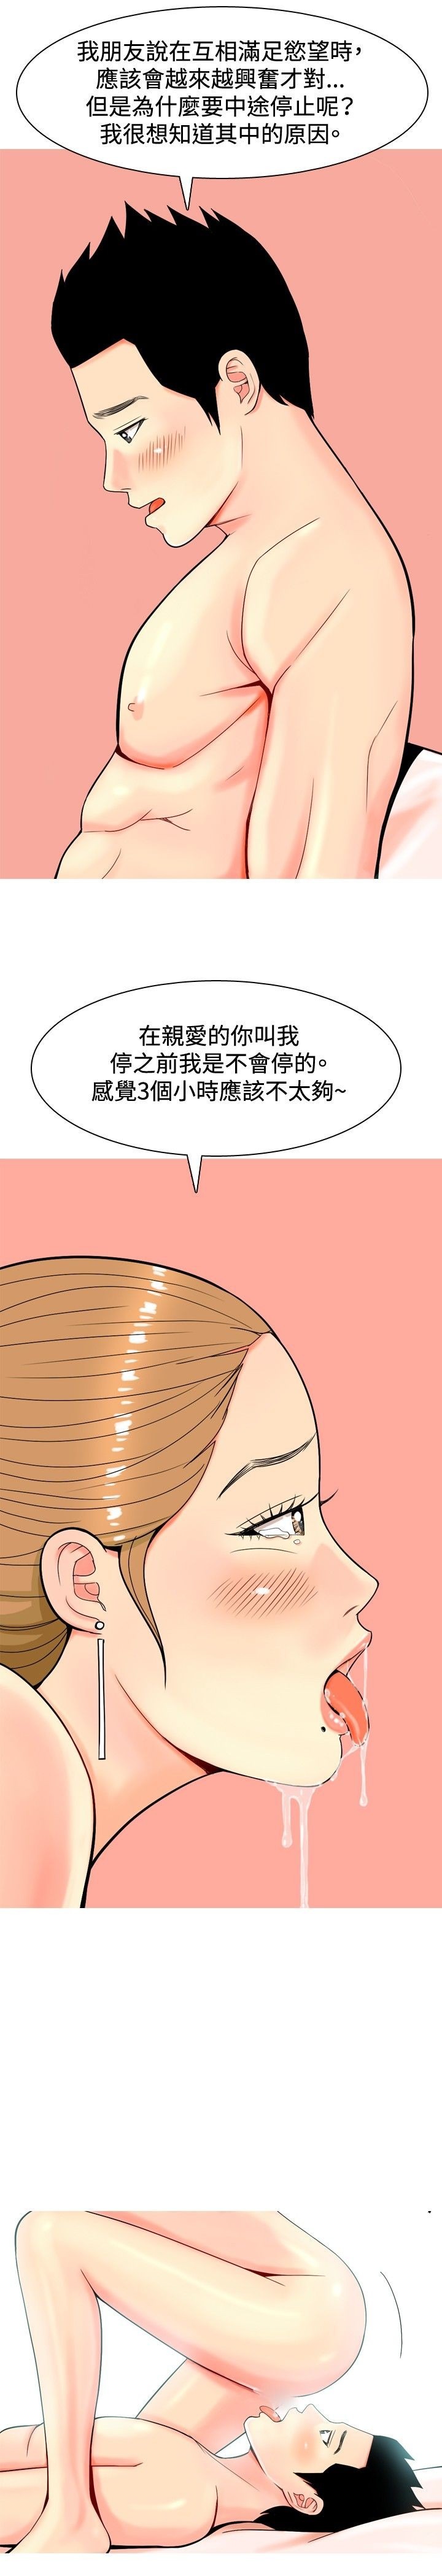 我朋友說在互相滿足慾望時，
應該會越來越興奮才對...
但是為什麼要中途停止呢？
我很想知道其中的原因。
在親愛的你叫我
停之前我是不會停的。
感覺3個小時應該不太夠~